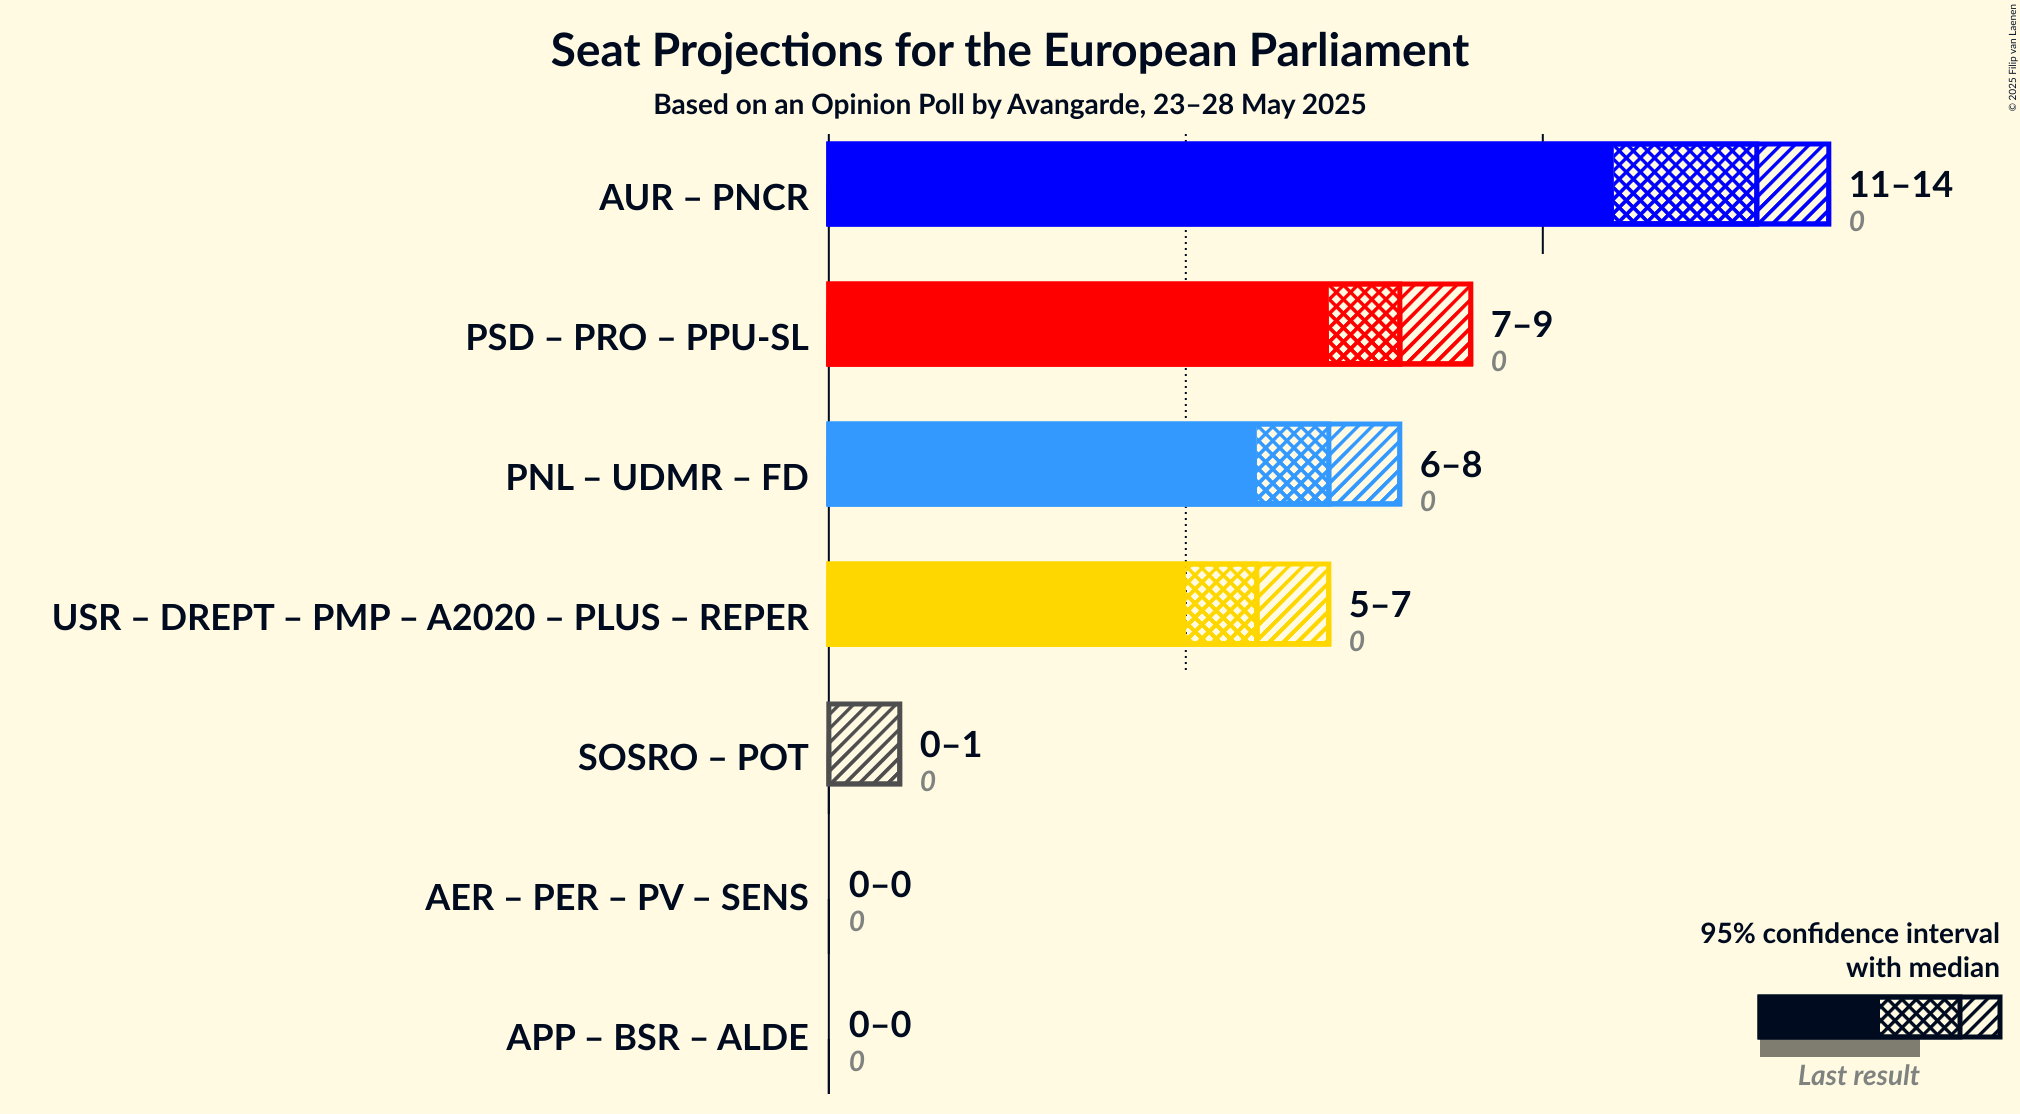 Seat Projections for the European Parliament
Based on an Opinion Poll by Avangarde, 23–28 May 2025
© 2025 Filip van Laenen
AUR – PNCR
11–14
0
PSD – PRO – PPU-SL
7–9
0
PNL – UDMR – FD
6–8
0
USR – DREPT – PMP – A2020 – PLUS – REPER
5–7
0
SOSRO – POT
0–1
0
AER – PER – PV – SENS
0–0
0
APP – BSR – ALDE
0–0
0
95% confidence interval
with median
Last result